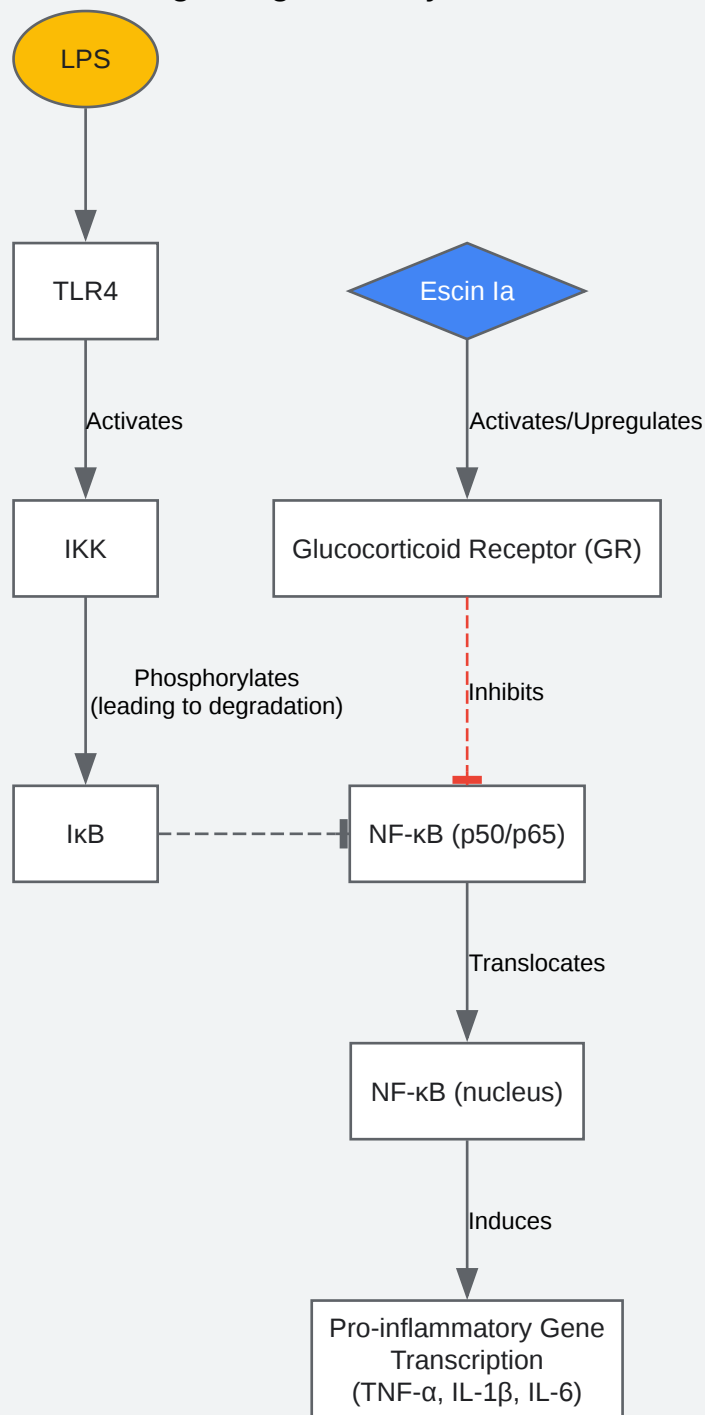 LPS
TLR4
Escin Ia
Activates
Activates/Upregulates
IKK
Glucocorticoid Receptor (GR)
Phosphorylates
(leading to degradation)
Inhibits
IκB
NF-κB (p50/p65)
Translocates
NF-κB (nucleus)
Induces
Pro-inflammatory Gene
Transcription
(TNF-α, IL-1β, IL-6)